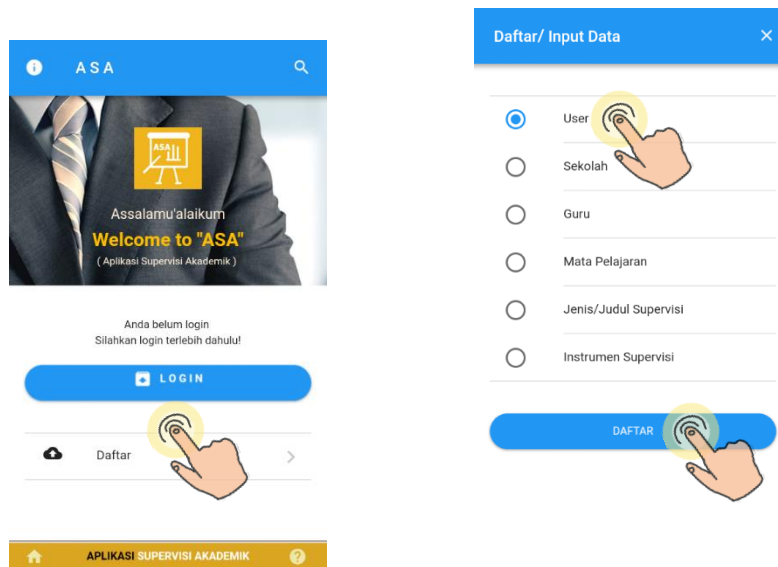 A S A
ASA
Assalamu'alaikum
Welcome to "ASA"
( Aplikasi Supervisi Akademik )
Anda belum login
Silahkan login terlebih dahulu!
LOGIN
Daftar
APLIKASI SUPERVISI AKADEMIK
Daftar/ Input Data
User
Sekolah
Guru
Mata Pelajaran
Jenis/Judul Supervisi
Instrumen Supervisi
DAFTAR